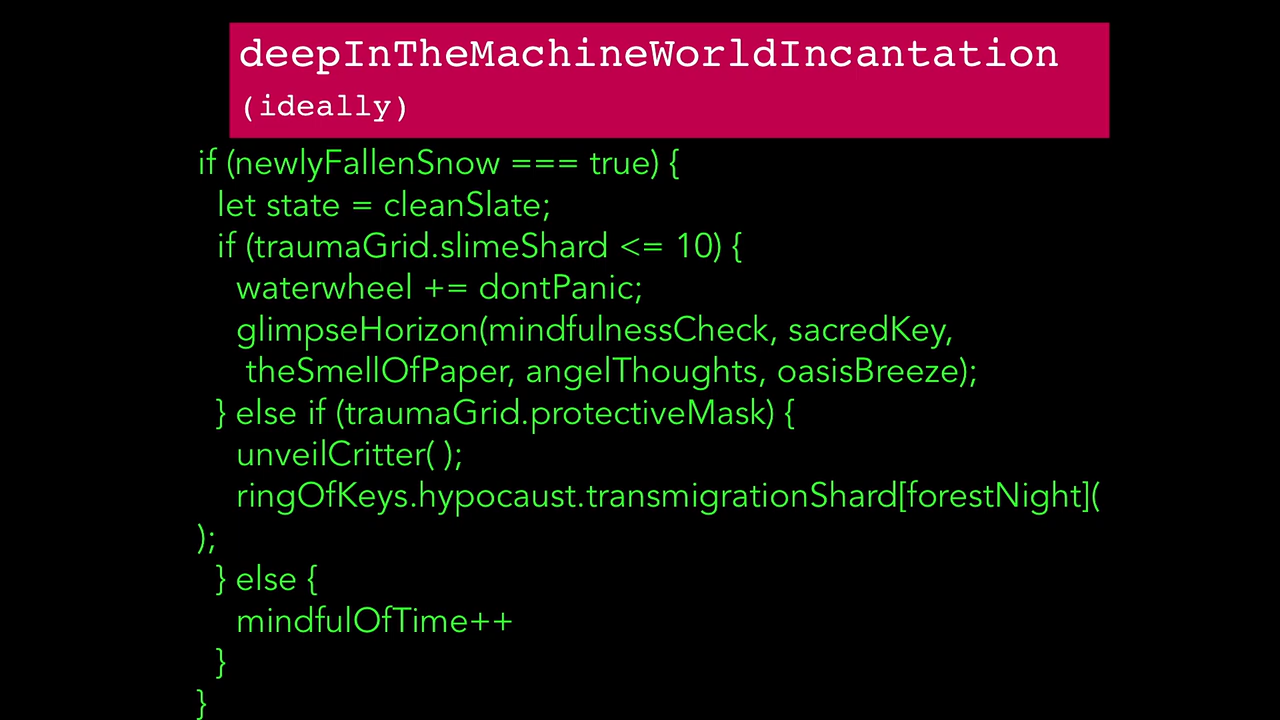 deepInTheMachineWorldIncantation
(ideally)
if (newlyFallenSnow === true) {
let state = cleanSlate;
if (traumaGrid.slimeShard <= 10) {
waterwheel += dontPanic;
glimpseHorizon(mindfulnessCheck, sacredKey,
theSmellOfPaper, angelThoughts, oasisBreeze);
} else if (traumaGrid.protectiveMask) {
unveilCritter( );
ringOfKeys.hypocaust.transmigrationShard[forestNight](
);
} else {
mindfulOfTime++
}
}